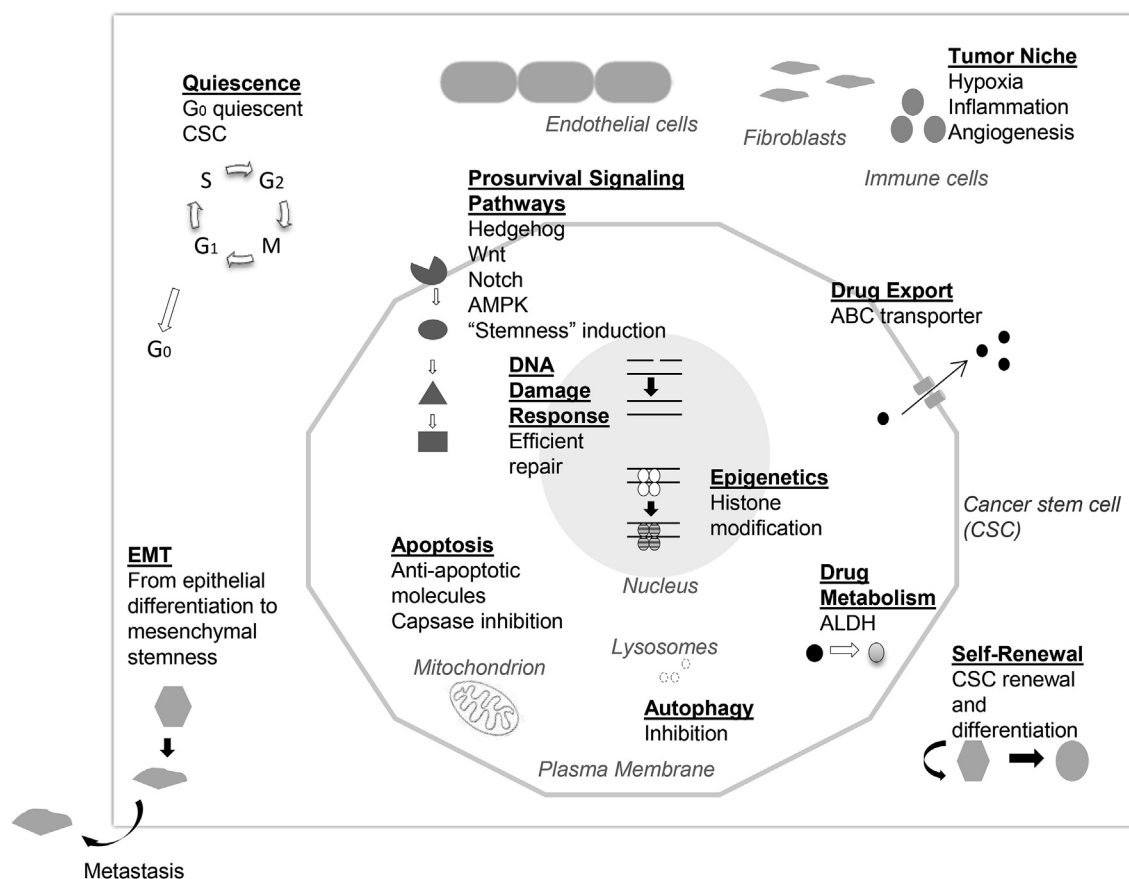 Quiescence
G0 quiescent
CSC
S
G2
G1
M
G0
Endothelial cells
Fibroblasts
Tumor Niche
Hypoxia
Inflammation
Angiogenesis
Immune cells
Prosurvival Signaling
Pathways
Hedgehog
Wnt
Notch
AMPK
“Stemness” induction
DNA
Damage
Response
Efficient
repair
Drug Export
ABC transporter
Epigenetics
Histone
modification
Nucleus
Cancer stem cell
(CSC)
EMT
From epithelial
differentiation to
mesenchymal
stemness
Metastasis
Apoptosis
Anti-apoptotic
molecules
Capsase inhibition
Mitochondrion
Lysosomes
Autophagy
Inhibition
Plasma Membrane
Drug
Metabolism
ALDH
Self-Renewal
CSC renewal
and
differentiation